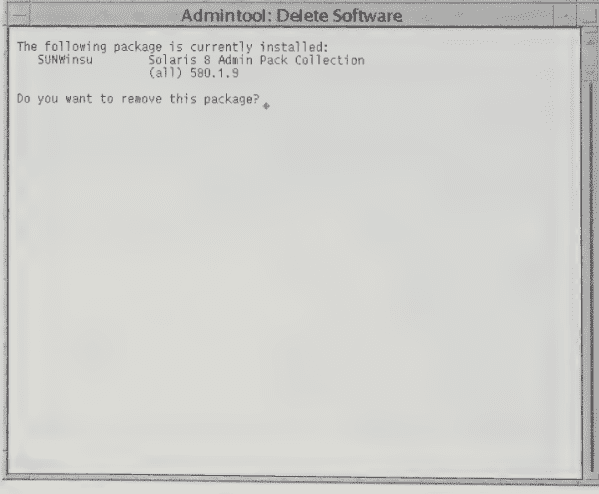 Admintool: Delete Software
The following package is currently installed:
SUNWinsu Solaris 8 Admin Pack Collection
(all) 580.1.9
Do you want to remove this package?